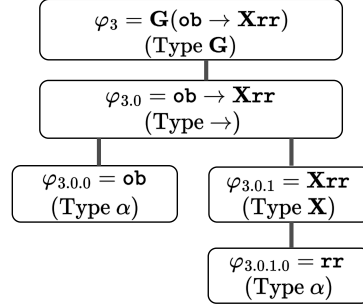 φ₃ = G(ob → Xrr)
(Type G)
φ₃.₀ = ob → Xrr
(Type →)
φ₃.₀.₀ = ob
(Type α)
φ₃.₀.₁ = Xrr
(Type X)
φ₃.₀.₁.₀ = rr
(Type α)